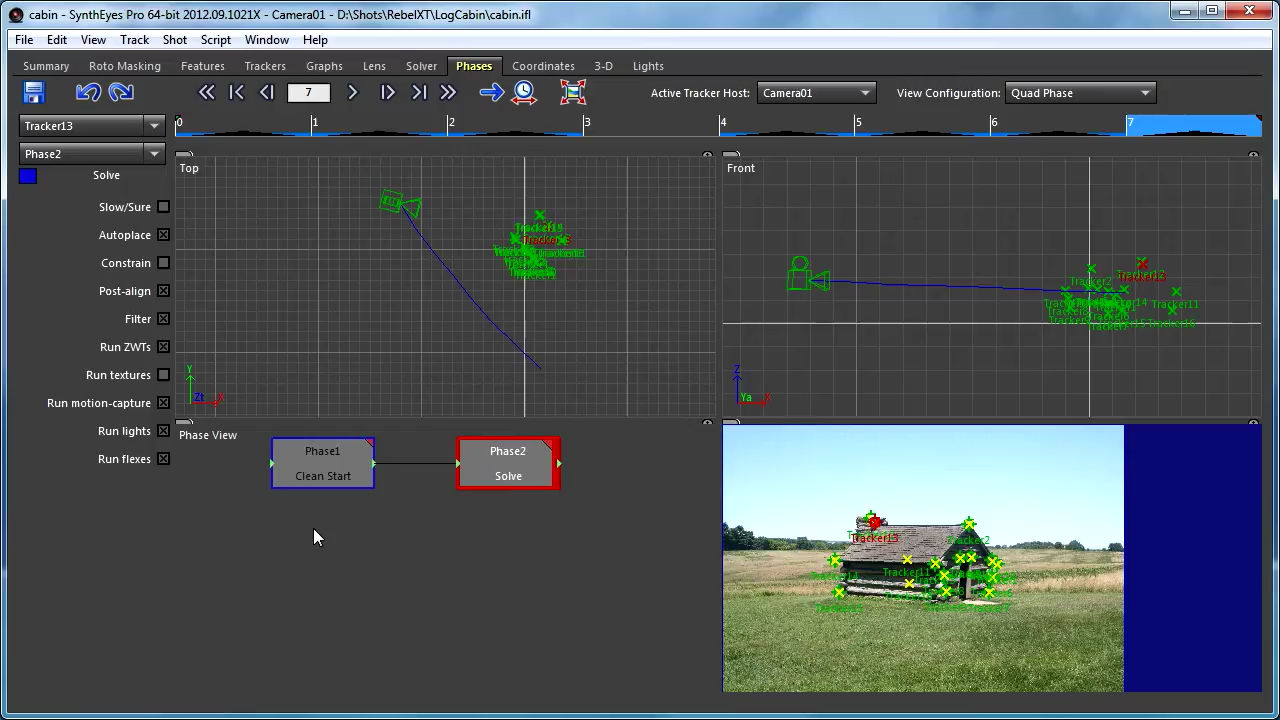 cabin - SynthEyes Pro 64-bit 2012.09.1021X - Camera01 - D:\Shots\RebelXT\LogCabin\cabin.ifl
File Edit View Track Shot Script Window Help
Summary Roto Masking Features Trackers Graphs Lens Solver Phases Coordinates 3-D Lights
7 Active Tracker Host: Camera01 View Configuration: Quad Phase
Tracker13
0 1 2 3 4 5 6 7
Phase2
Solve
Slow/Sure
Autoplace
Constrain
Post-align
Filter
Run ZWTs
Run textures
Run motion-capture
Run lights
Run flexes
Top
Y
X
Front
Tracker2
Tracker13
Tracker11
Z
Ya X
Phase View
Phase1
Clean Start
Phase2
Solve
Tracker13
Tracker2
Tracker11